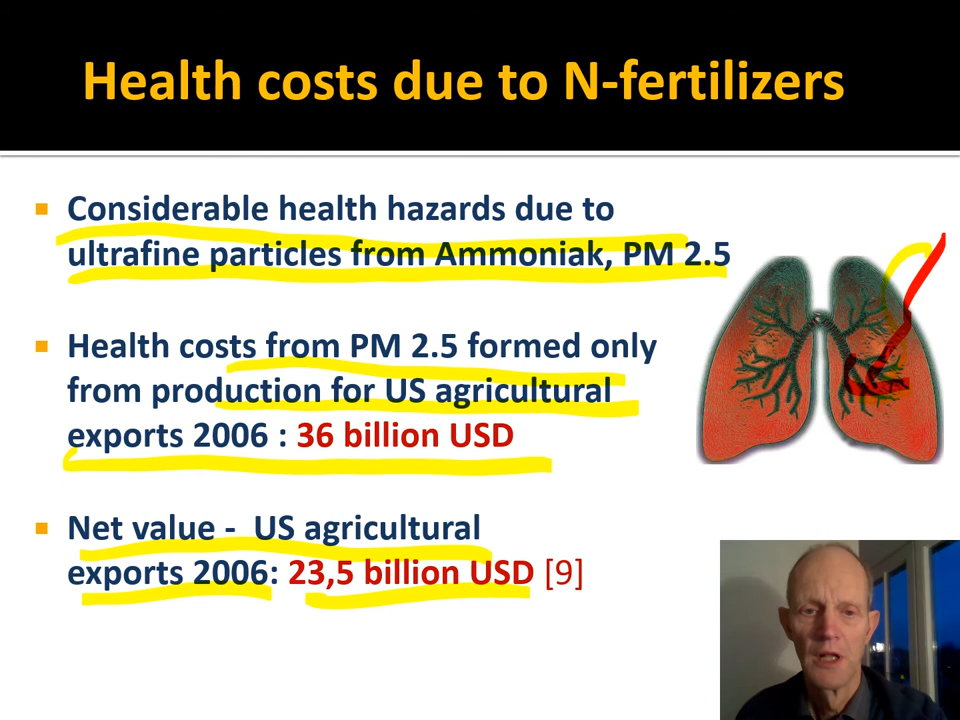 Health costs due to N-fertilizers
Considerable health hazards due to
ultrafine particles from Ammoniak, PM 2.5
Health costs from PM 2.5 formed only
from production for US agricultural
exports 2006 : 36 billion USD
Net value - US agricultural
exports 2006: 23,5 billion USD [9]